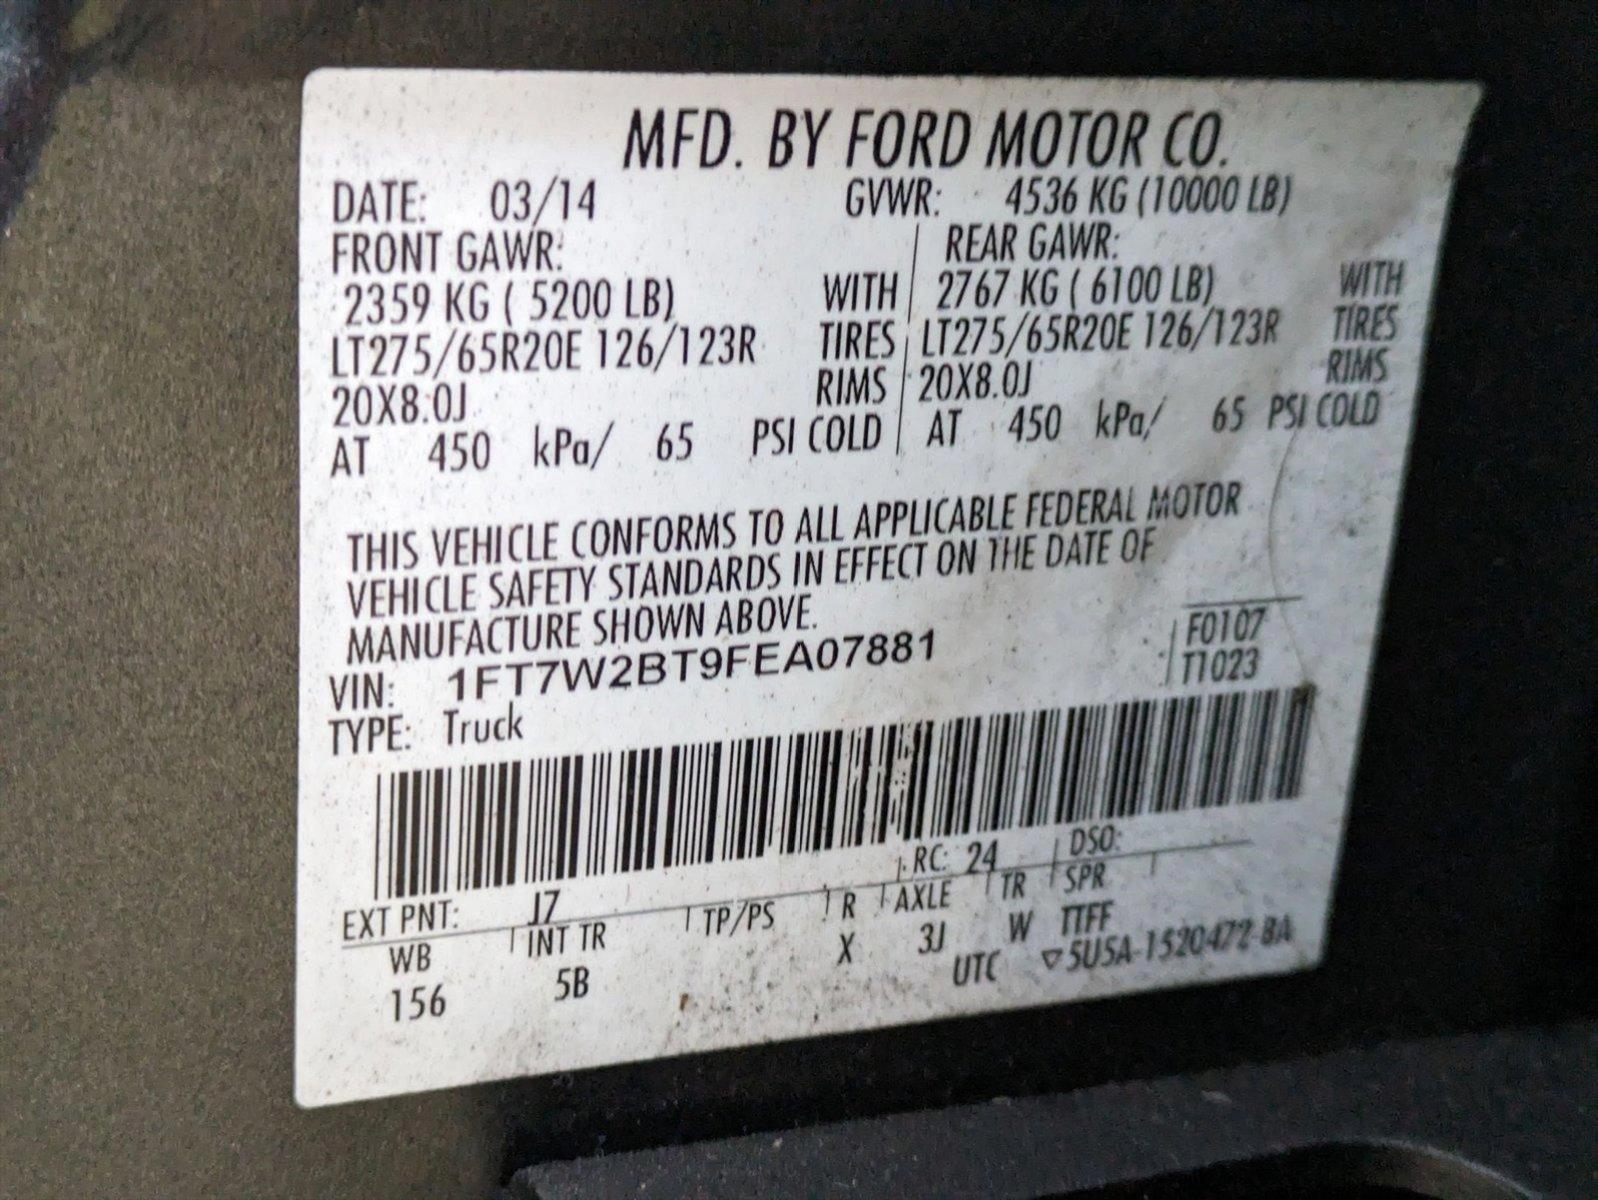 MFD. BY FORD MOTOR CO.
DATE: 03/14 GVWR: 4536 KG (10000 LB)
FRONT GAWR: REAR GAWR:
2359 KG ( 5200 LB) WITH 2767 KG ( 6100 LB) WITH
LT275/65R20E 126/123R TIRES LT275/65R20E 126/123R TIRES
20X8.0J RIMS 20X8.0J RIMS
AT 450 kPa/ 65 PSI COLD AT 450 kPa/ 65 PSI COLD
THIS VEHICLE CONFORMS TO ALL APPLICABLE FEDERAL MOTOR
VEHICLE SAFETY STANDARDS IN EFFECT ON THE DATE OF
MANUFACTURE SHOWN ABOVE.
VIN: 1FT7W2BT9FEA07881 F0107
TYPE: Truck T1023
EXT PNT: J7 RC: 24 DSO:
WB INT TR TP/PS R AXLE TR SPR
156 5B X 3J W TTFF
UTC ▽5U5A-1520472-BA